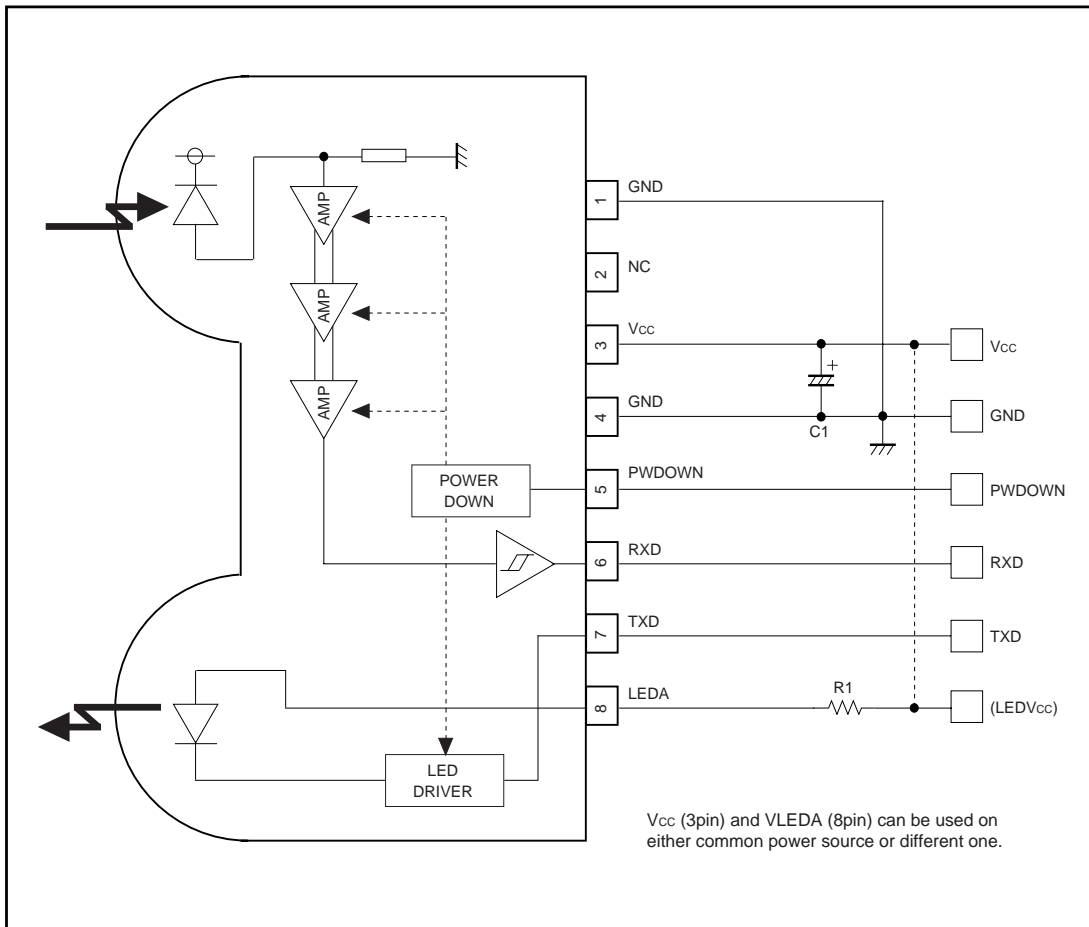 AMP
AMP
AMP
POWER
DOWN
LED
DRIVER
1
GND
2
NC
3
Vcc
4
GND
5
PWDOWN
6
RXD
7
TXD
8
LEDA
+
C1
R1
Vcc
GND
PWDOWN
RXD
TXD
(LEDVcc)
Vcc (3pin) and VLEDA (8pin) can be used on
either common power source or different one.